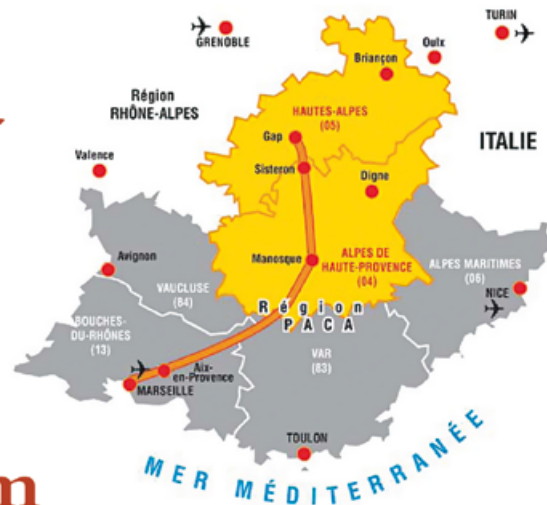 TURIN
GRENOBLE
Oulx
Briançon
Région
RHÔNE-ALPES
HAUTES-ALPES
(05)
ITALIE
Gap
Valence
Sisteron
Digne
Avignon
Manosque
ALPES DE
HAUTE-PROVENCE
(04)
ALPES MARITIMES
(06)
VAUCLUSE
(84)
NICE
Région
PACA
BOUCHES-
DU-RHÔNES
(13)
VAR
(83)
Aix-
en-Provence
MARSEILLE
TOULON
MER MÉDITERRANÉE
m